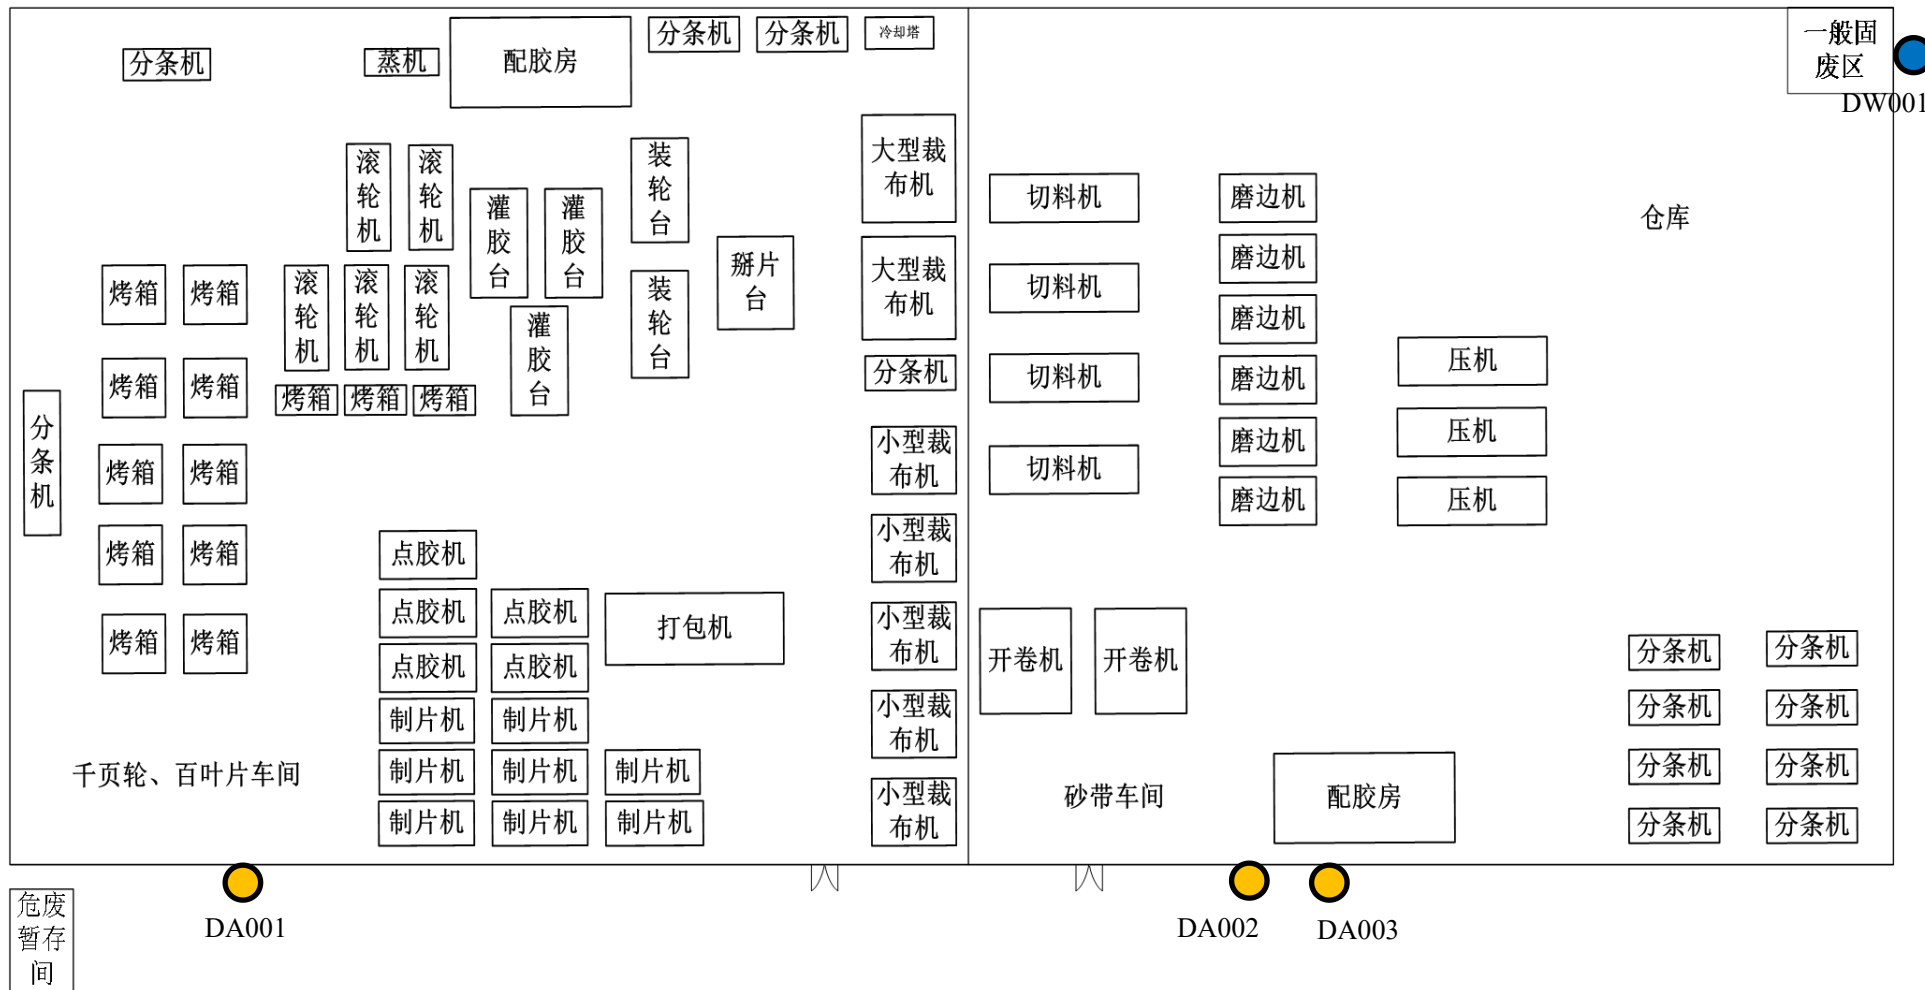 分条机
蒸机
配胶房
分条机
分条机
冷却塔
一般固
废区
DW001
滚
轮
机
滚
轮
机
灌
胶
台
灌
胶
台
装
轮
台
大型裁
布机
烤箱
烤箱
滚
轮
机
滚
轮
机
滚
轮
机
灌
胶
台
装
轮
台
掰片
台
大型裁
布机
烤箱
烤箱
烤箱
烤箱
烤箱
分条机
分
条
机
烤箱
烤箱
小型裁
布机
烤箱
烤箱
点胶机
小型裁
布机
烤箱
烤箱
点胶机
点胶机
打包机
小型裁
布机
点胶机
点胶机
制片机
制片机
小型裁
布机
千页轮、百叶片车间
制片机
制片机
制片机
制片机
制片机
制片机
小型裁
布机
切料机
磨边机
仓库
切料机
磨边机
磨边机
切料机
磨边机
压机
切料机
磨边机
压机
磨边机
压机
开卷机
开卷机
分条机
分条机
分条机
分条机
砂带车间
配胶房
分条机
分条机
分条机
分条机
危废
暂存
间
DA001
DA002
DA003